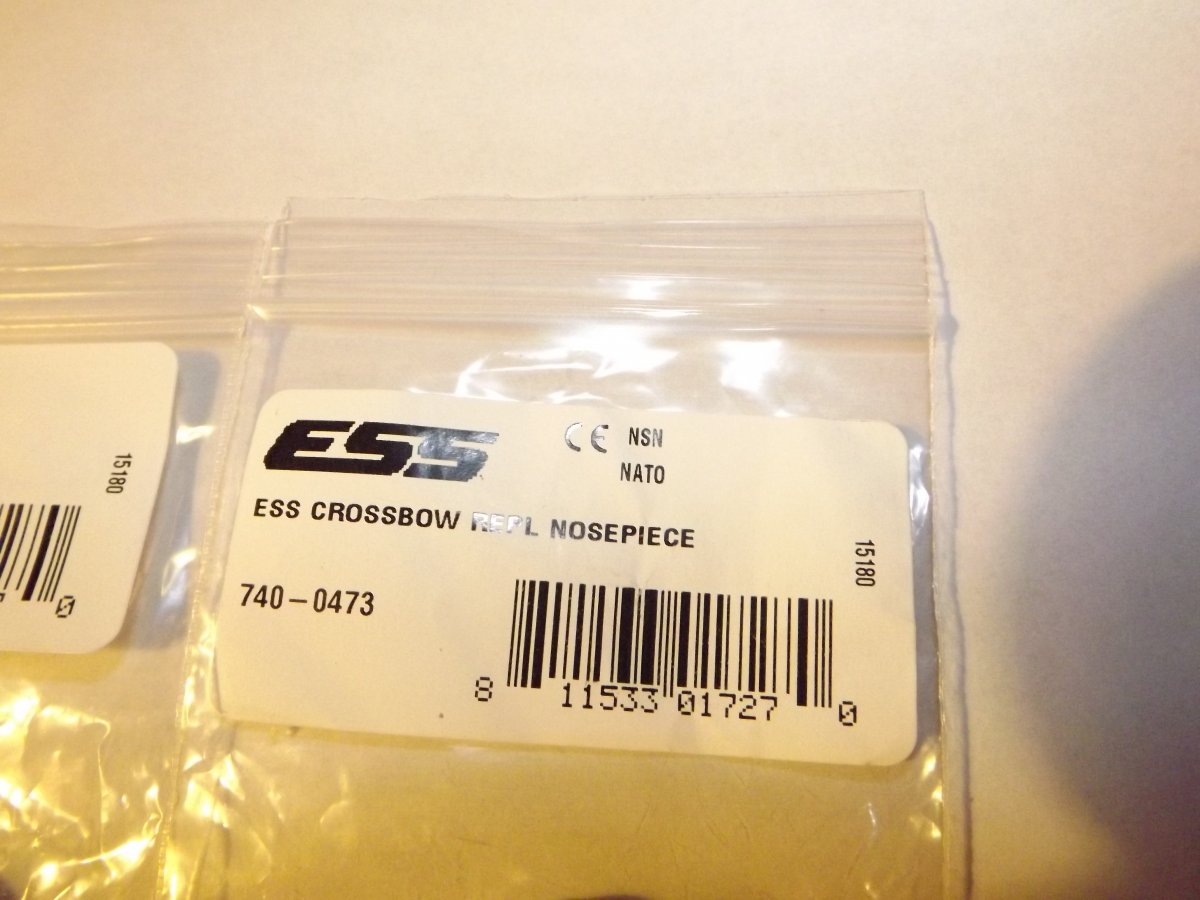 15180
0
ESS
CE NSN
NATO
ESS CROSSBOW REPL NOSEPIECE
15180
740-0473
8 11533 01727 0